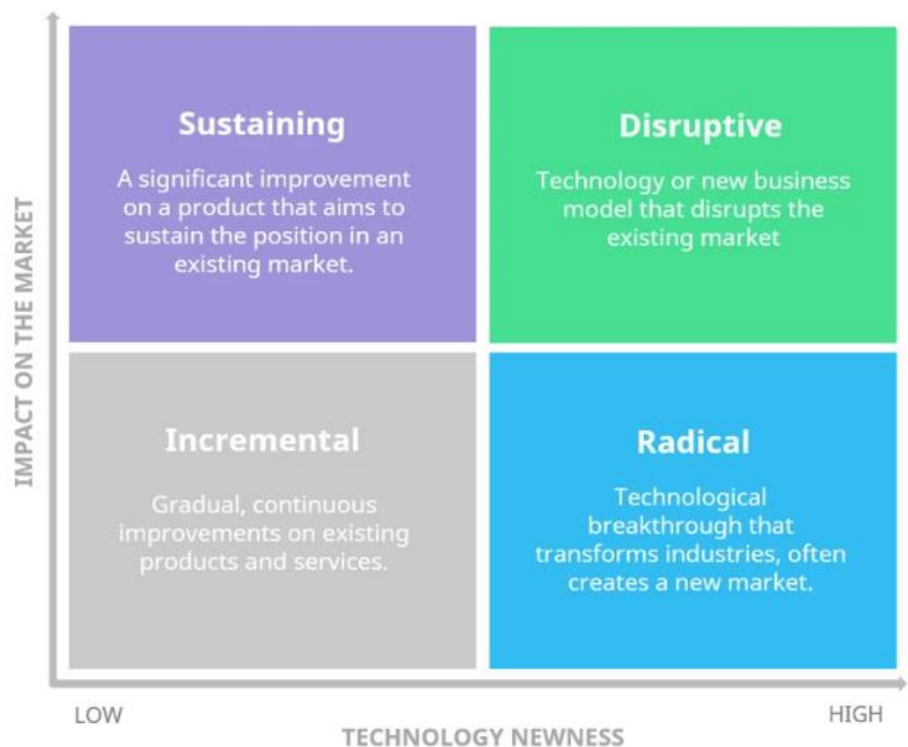 IMPACT ON THE MARKET
Sustaining
A significant improvement
on a product that aims to
sustain the position in an
existing market.
Disruptive
Technology or new business
model that disrupts the
existing market
Incremental
Gradual, continuous
improvements on existing
products and services.
Radical
Technological
breakthrough that
transforms industries, often
creates a new market.
LOW
HIGH
TECHNOLOGY NEWNESS